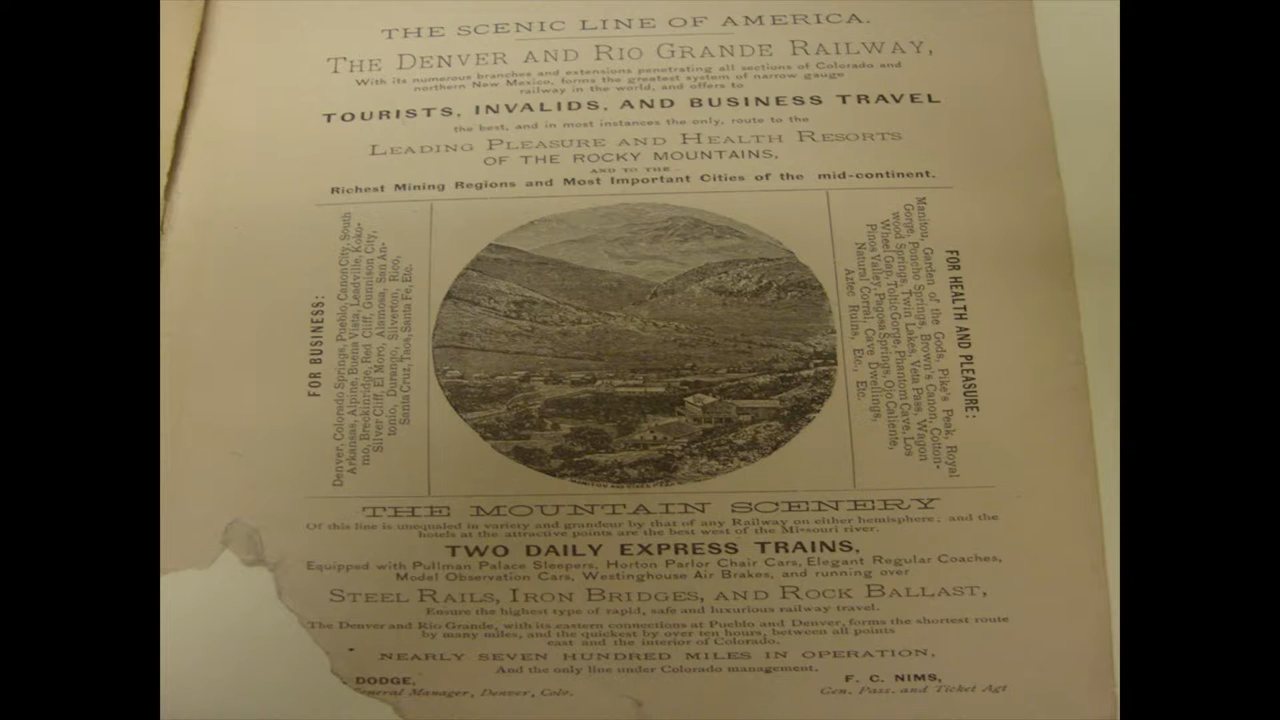 THE SCENIC LINE OF AMERICA.
THE DENVER AND RIO GRANDE RAILWAY,
With its numerous branches and extensions penetrating all sections of Colorado and
northern New Mexico, forms the greatest system of narrow gauge
railway in the world, and offers to
TOURISTS, INVALIDS, AND BUSINESS TRAVEL
the best, and in most instances the only, route to the
LEADING PLEASURE AND HEALTH RESORTS
OF THE ROCKY MOUNTAINS,
AND TO THE
Richest Mining Regions and Most Important Cities of the mid-continent.
FOR BUSINESS:
Denver, Colorado Springs, Pueblo, Canon City, South
Arkansas, Alpine, Buena Vista, Leadville, Koko-
mo, Breckinridge, Red Cliff, Gunnison City,
Silver Cliff, El Moro, Alamosa, San An-
tonio, Durango, Silverton, Rico,
Santa Cruz, Taos, Santa Fe, Etc.
FOR HEALTH AND PLEASURE:
Manitou, Garden of the Gods, Pike's Peak, Royal
Gorge, Poncho Springs, Brown's Canon, Cotton-
wood Springs, Twin Lakes, Veta Pass, Wagon
Wheel Gap, Toltec Gorge, Phantom Cave, Los
Pinos Valley, Pagosa Springs, Ojo Caliente,
Natural Corral, Cave Dwellings,
Aztec Ruins, Etc., Etc.
THE MOUNTAIN SCENERY
Of this line is unequaled in variety and grandeur by that of any Railway on either hemisphere; and the
hotels at the attractive points are the best west of the Missouri river.
TWO DAILY EXPRESS TRAINS,
Equipped with Pullman Palace Sleepers, Horton Parlor Chair Cars, Elegant Regular Coaches,
Model Observation Cars, Westinghouse Air Brakes, and running over
STEEL RAILS, IRON BRIDGES, AND ROCK BALLAST,
Ensure the highest type of rapid, safe and luxurious railway travel.
The Denver and Rio Grande, with its eastern connections at Pueblo and Denver, forms the shortest route
by many miles, and the quickest by over ten hours, between all points
east and the interior of Colorado.
NEARLY SEVEN HUNDRED MILES IN OPERATION,
And the only line under Colorado management.
. DODGE,
General Manager, Denver, Colo.
F. C. NIMS,
Gen. Pass. and Ticket Agt